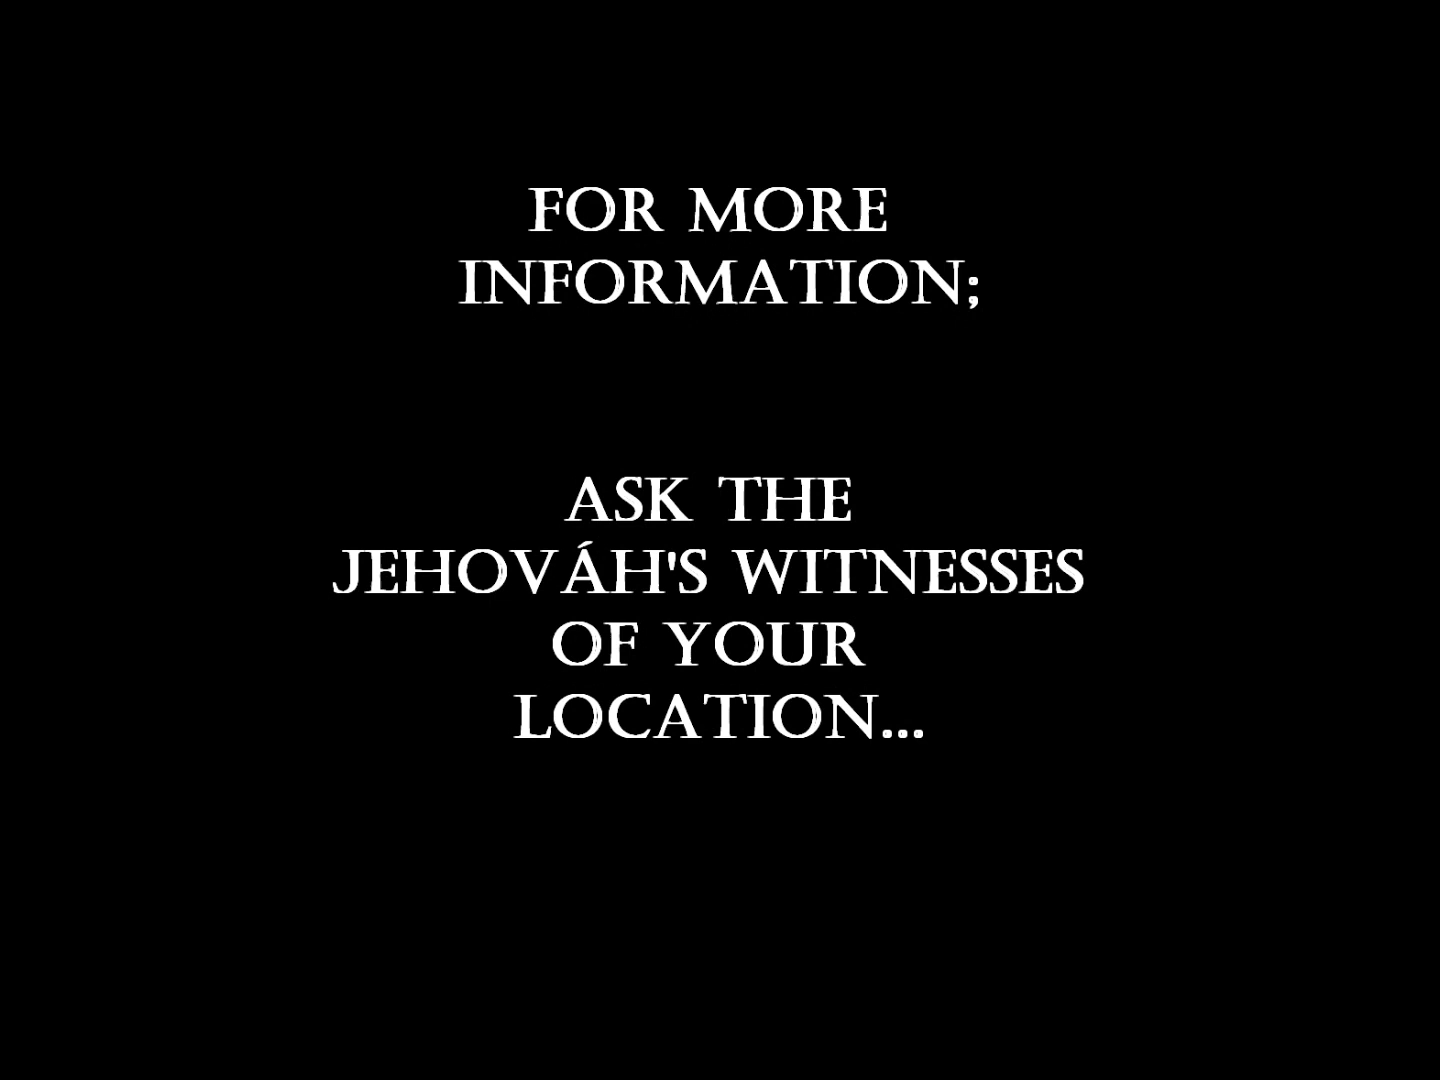 FOR MORE
INFORMATION;
ASK THE
JEHOVÁH'S WITNESSES
OF YOUR
LOCATION...